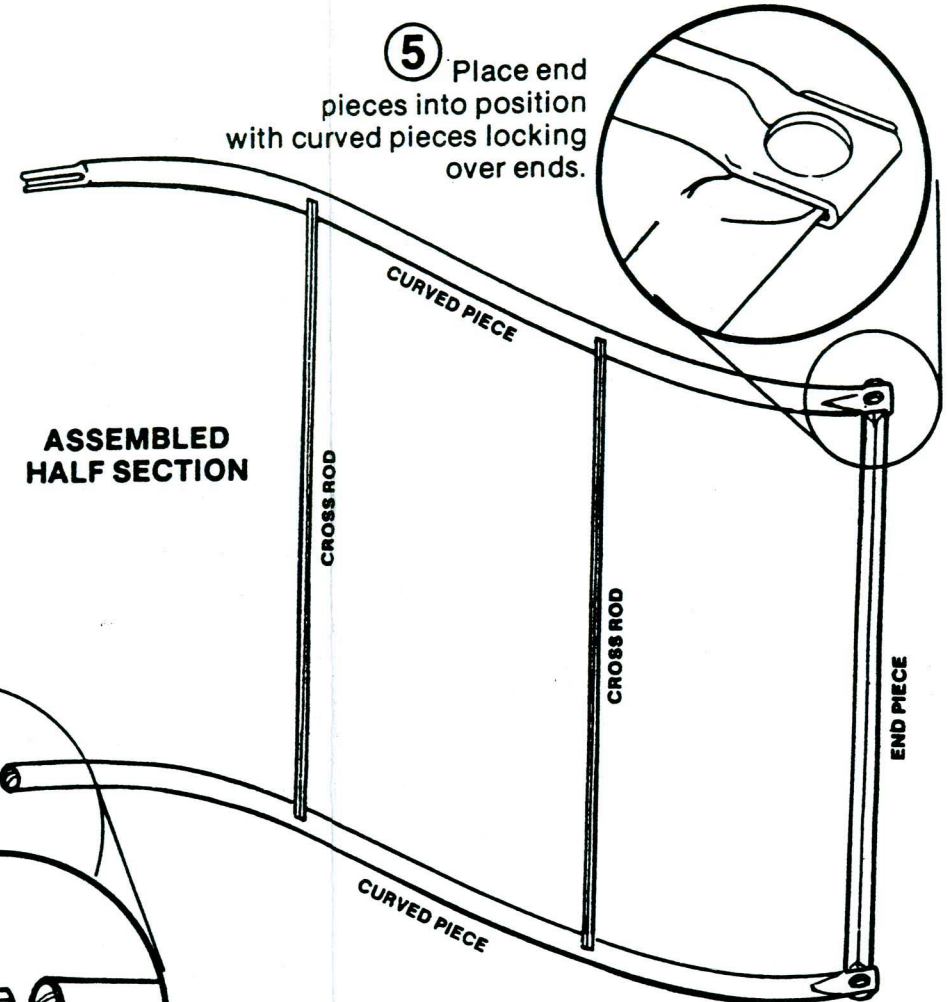 5 Place end
pieces into position
with curved pieces locking
over ends.
CURVED PIECE
ASSEMBLED
HALF SECTION
CROSS ROD
CROSS ROD
END PIECE
CURVED PIECE